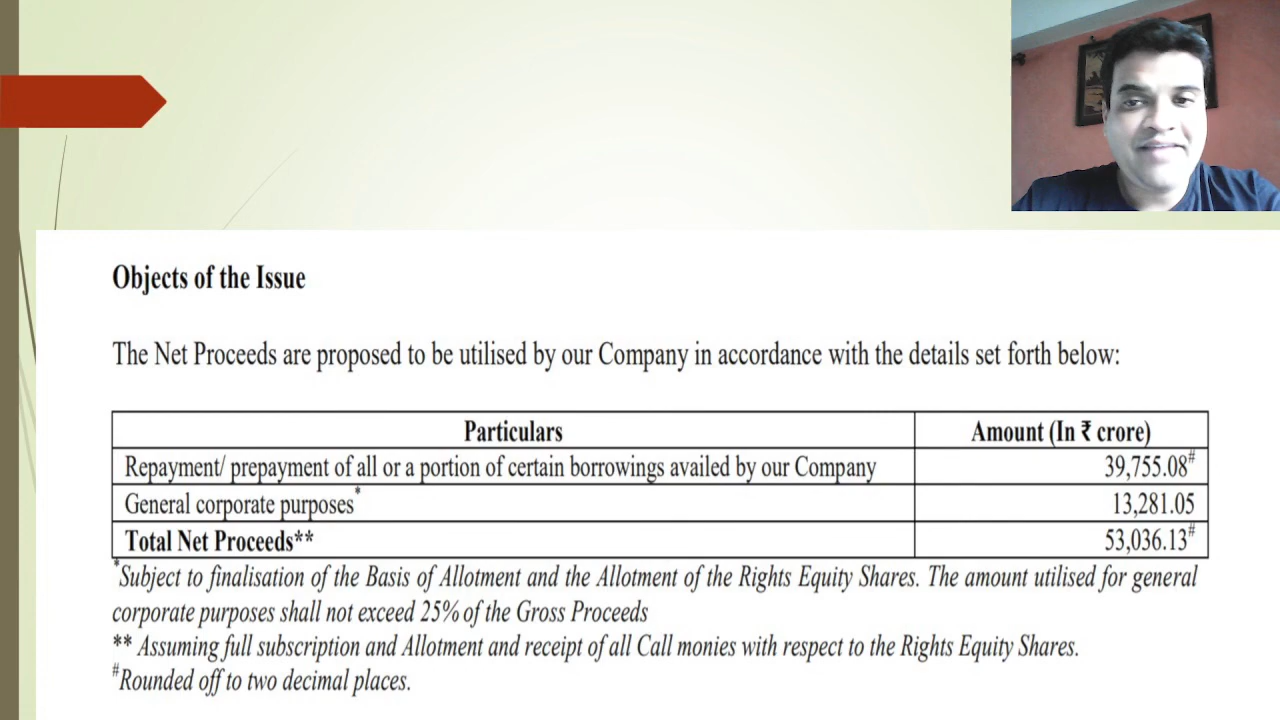 Objects of the Issue
The Net Proceeds are proposed to be utilised by our Company in accordance with the details set forth below:
Particulars Amount (In ₹ crore)
Repayment/ prepayment of all or a portion of certain borrowings availed by our Company 39,755.08#
General corporate purposes* 13,281.05
Total Net Proceeds** 53,036.13#
*Subject to finalisation of the Basis of Allotment and the Allotment of the Rights Equity Shares. The amount utilised for general
corporate purposes shall not exceed 25% of the Gross Proceeds
** Assuming full subscription and Allotment and receipt of all Call monies with respect to the Rights Equity Shares.
#Rounded off to two decimal places.